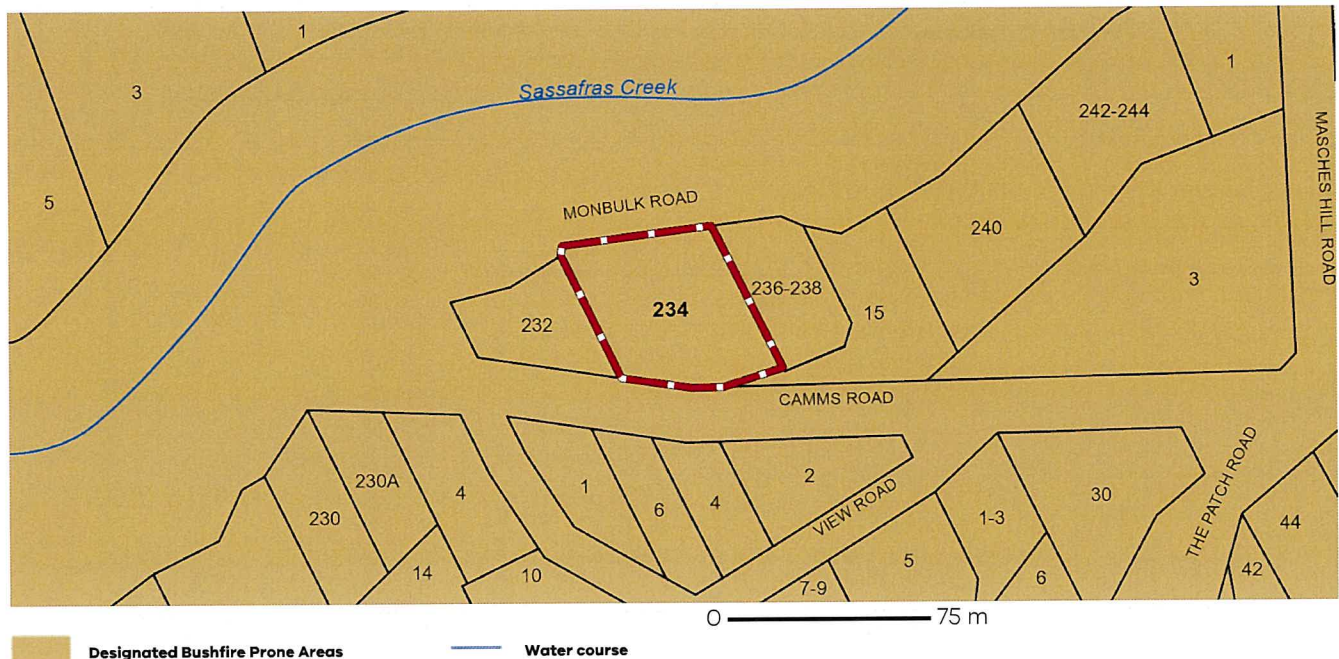 1
3
1
Sassafras Creek
242-244
MASCHES HILL ROAD
5
MONBULK ROAD
240
3
236-238
234
15
232
CAMMS ROAD
230A
4
1
2
30
THE PATCH ROAD
230
6
4
VIEW ROAD
1-3
44
5
14
10
7-9
6
42
0 75 m
Designated Bushfire Prone Areas Water course